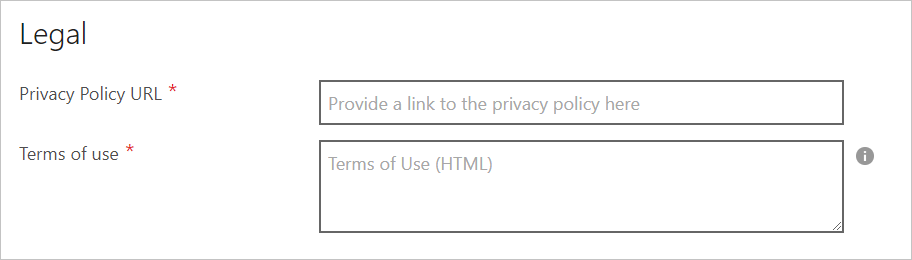 Legal
Privacy Policy URL *
Provide a link to the privacy policy here
Terms of use *
Terms of Use (HTML)